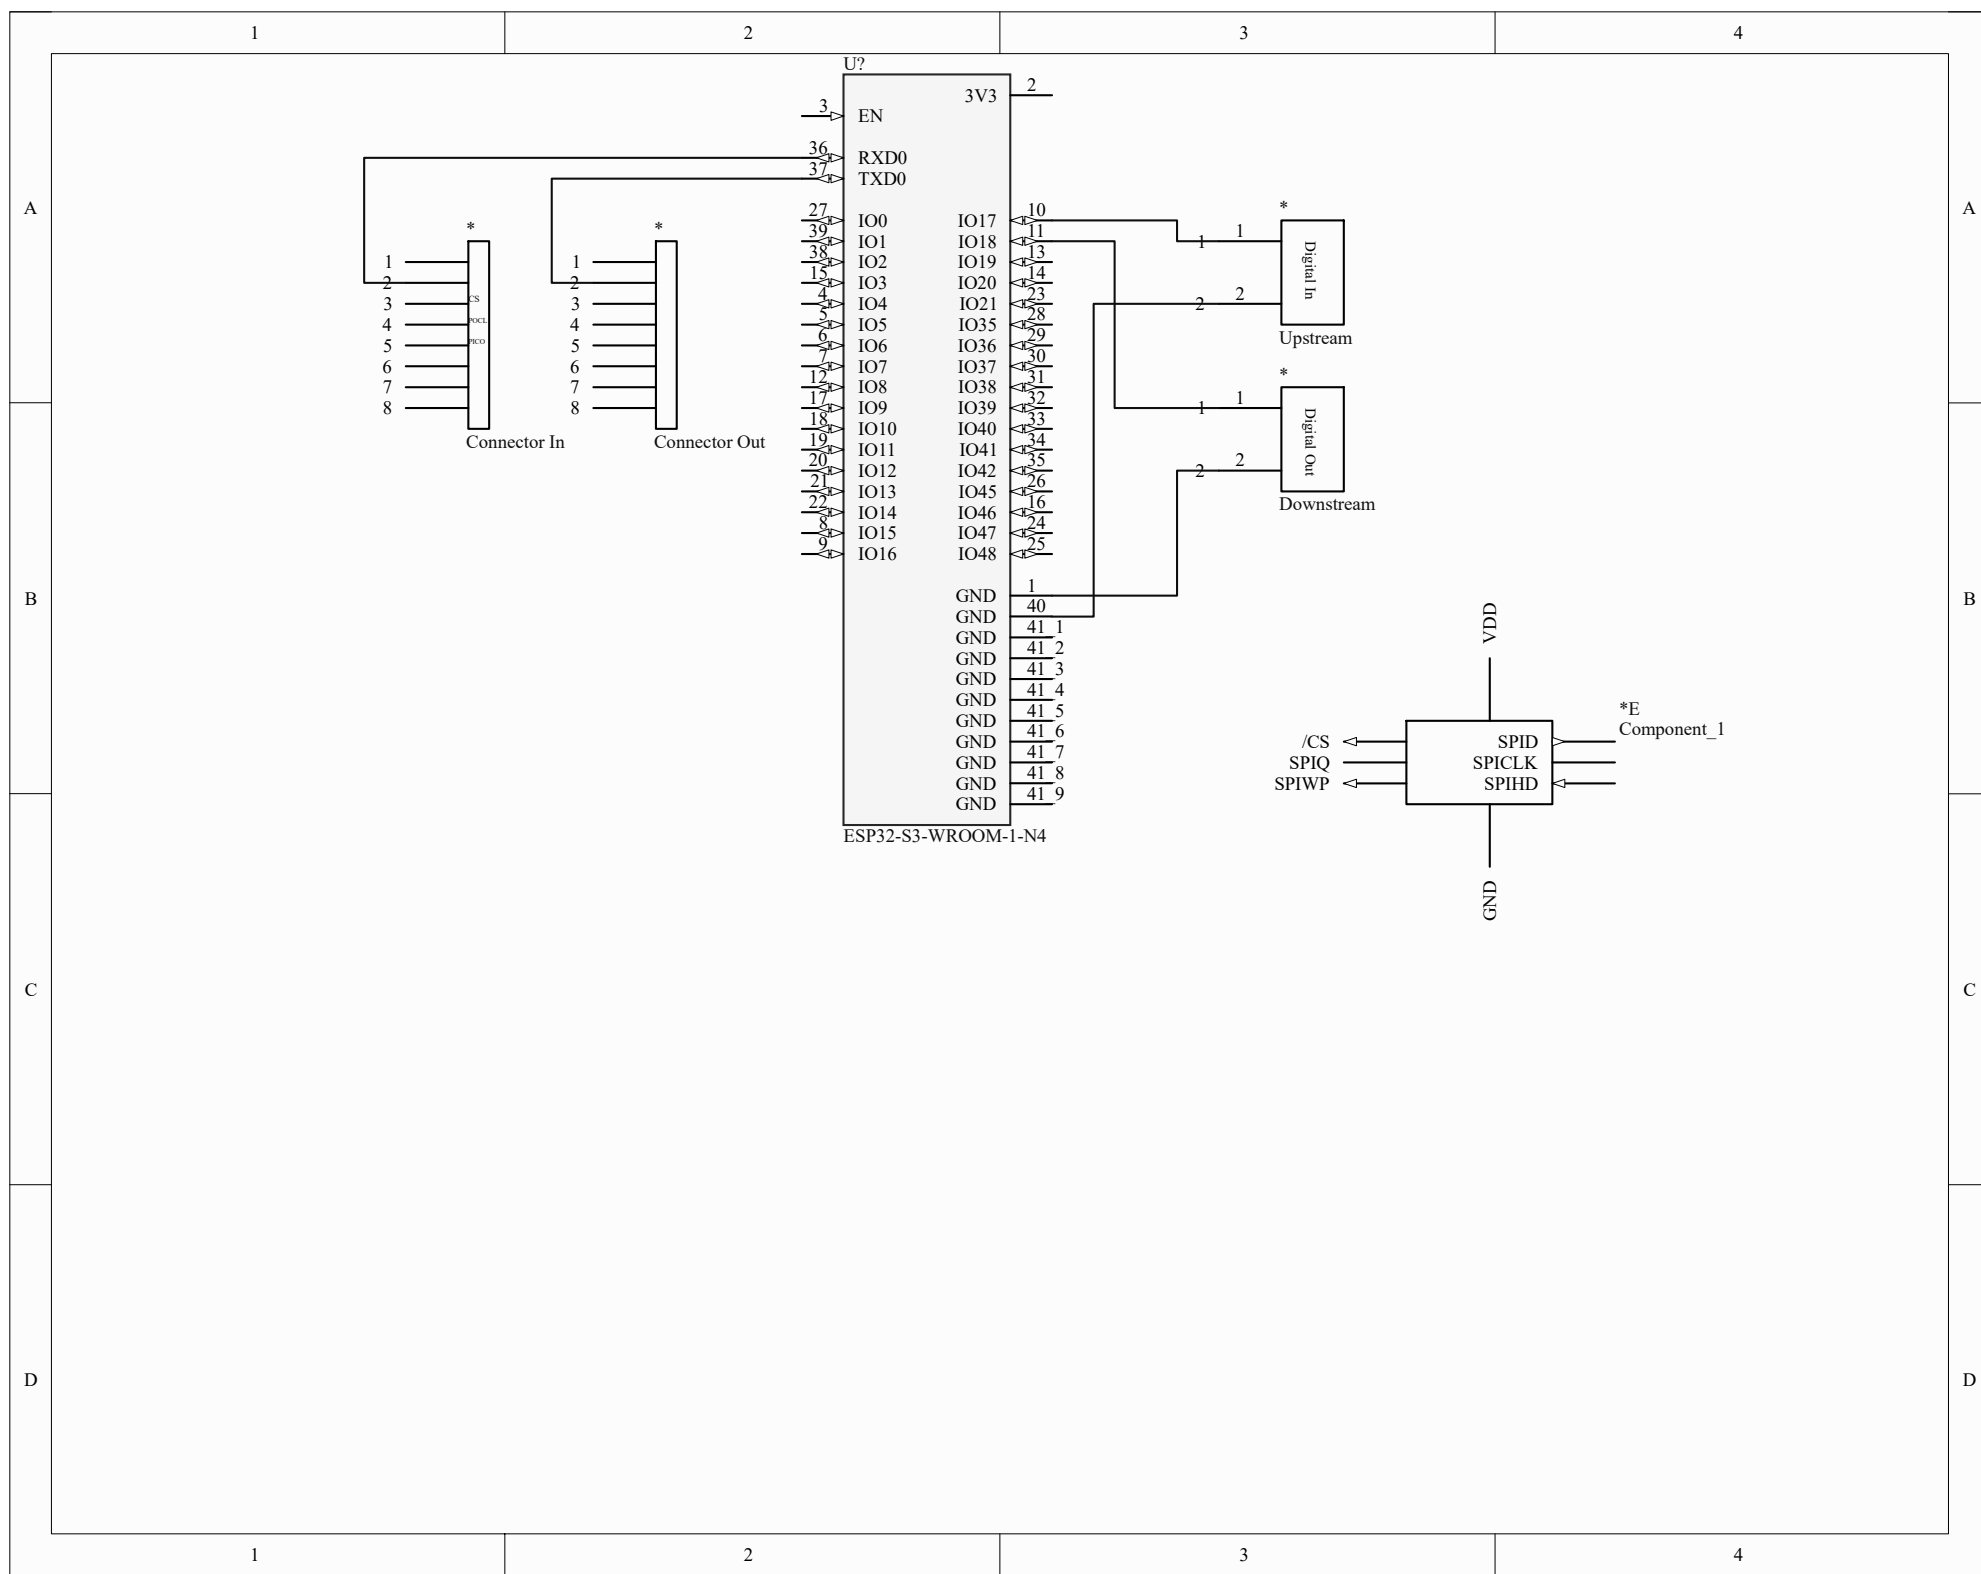 1 2 3 4
U?
3V3 2
3 EN
36 RXD0
37 TXD0
27 IO0 IO17 10
39 IO1 IO18 11
38 IO2 IO19 13
15 IO3 IO20 14
4 IO4 IO21 23
5 IO5 IO35 28
6 IO6 IO36 29
7 IO7 IO37 30
12 IO8 IO38 31
17 IO9 IO39 32
18 IO10 IO40 33
19 IO11 IO41 34
20 IO12 IO42 35
21 IO13 IO45 26
22 IO14 IO46 16
8 IO15 IO47 24
9 IO16 IO48 25
GND 1
GND 40
GND 41_1
GND 41_2
GND 41_3
GND 41_4
GND 41_5
GND 41_6
GND 41_7
GND 41_8
GND 41_9
ESP32-S3-WROOM-1-N4
*
1
2
3 CS
4 POCL
5 PICO
6
7
8
Connector In
*
1
2
3
4
5
6
7
8
Connector Out
*
1 1
Digital In
2 2
Upstream
*
1 1
Digital Out
2 2
Downstream
VDD
*E
Component_1
/CS SPID
SPIQ SPICLK
SPIWP SPIHD
GND
A A
B B
C C
D D
1 2 3 4